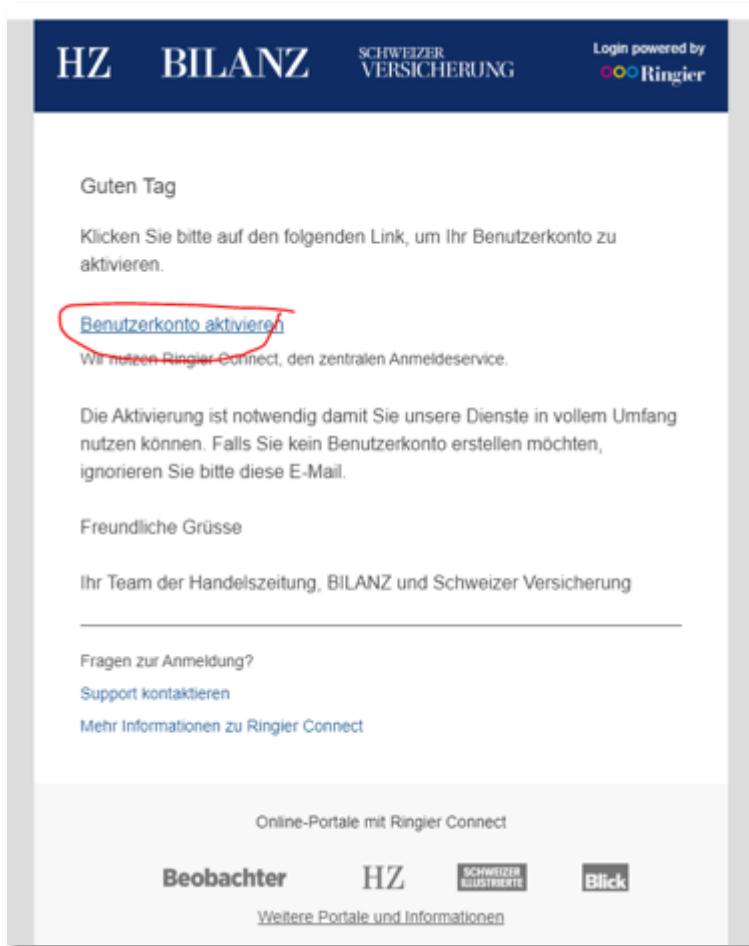 HZ BILANZ SCHWEIZER VERSICHERUNG Login powered by Ringier
Guten Tag
Klicken Sie bitte auf den folgenden Link, um Ihr Benutzerkonto zu
aktivieren.
Benutzerkonto aktivieren
Wir nutzen Ringier Connect, den zentralen Anmeldeservice.
Die Aktivierung ist notwendig damit Sie unsere Dienste in vollem Umfang
nutzen können. Falls Sie kein Benutzerkonto erstellen möchten,
ignorieren Sie bitte diese E-Mail.
Freundliche Grüsse
Ihr Team der Handelszeitung, BILANZ und Schweizer Versicherung
Fragen zur Anmeldung?
Support kontaktieren
Mehr Informationen zu Ringier Connect
Online-Portale mit Ringier Connect
Beobachter HZ SCHWEIZER ILLUSTRIERTE Blick
Weitere Portale und Informationen